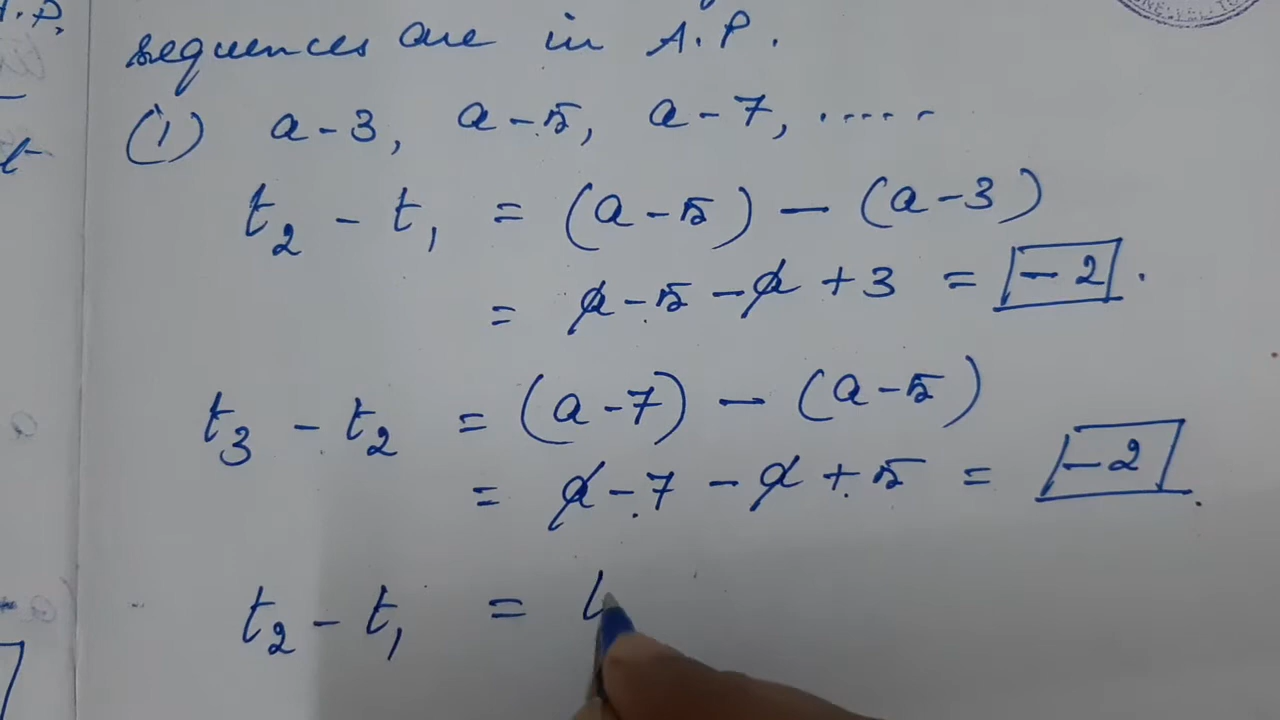 A.P.
sequences are in A.P.
(i) a-3, a-5, a-7, .....
t₂ - t₁ = (a-5) - (a-3)
= a-5-a+3 = -2.
t₃ - t₂ = (a-7) - (a-5)
= a-7-a+5 = -2.
t₂ - t₁ =